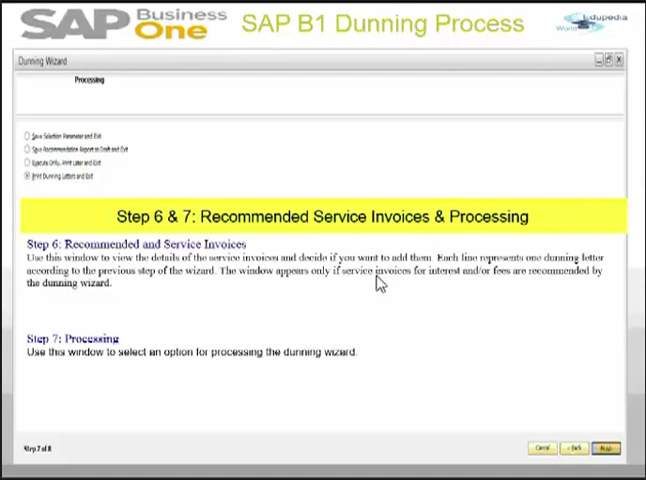 SAP Business One
SAP B1 Dunning Process
Edupedia World
Dunning Wizard
Processing
Save Selection Parameter and Exit
Save Recommendation Report as Draft and Exit
Execute Only, Print Later and Exit
Print Dunning Letters and Exit
Step 6 & 7: Recommended Service Invoices & Processing
Step 6: Recommended and Service Invoices
Use this window to view the details of the service invoices and decide if you want to add them. Each line represents one dunning letter
according to the previous step of the wizard. The window appears only if service invoices for interest and/or fees are recommended by
the dunning wizard.
Step 7: Processing
Use this window to select an option for processing the dunning wizard.
Step 7 of 8
Cancel
< Back